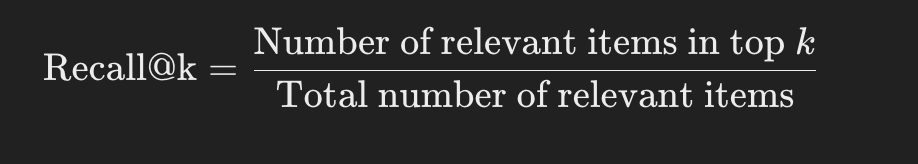 Recall@k = Number of relevant items in top k
Total number of relevant items